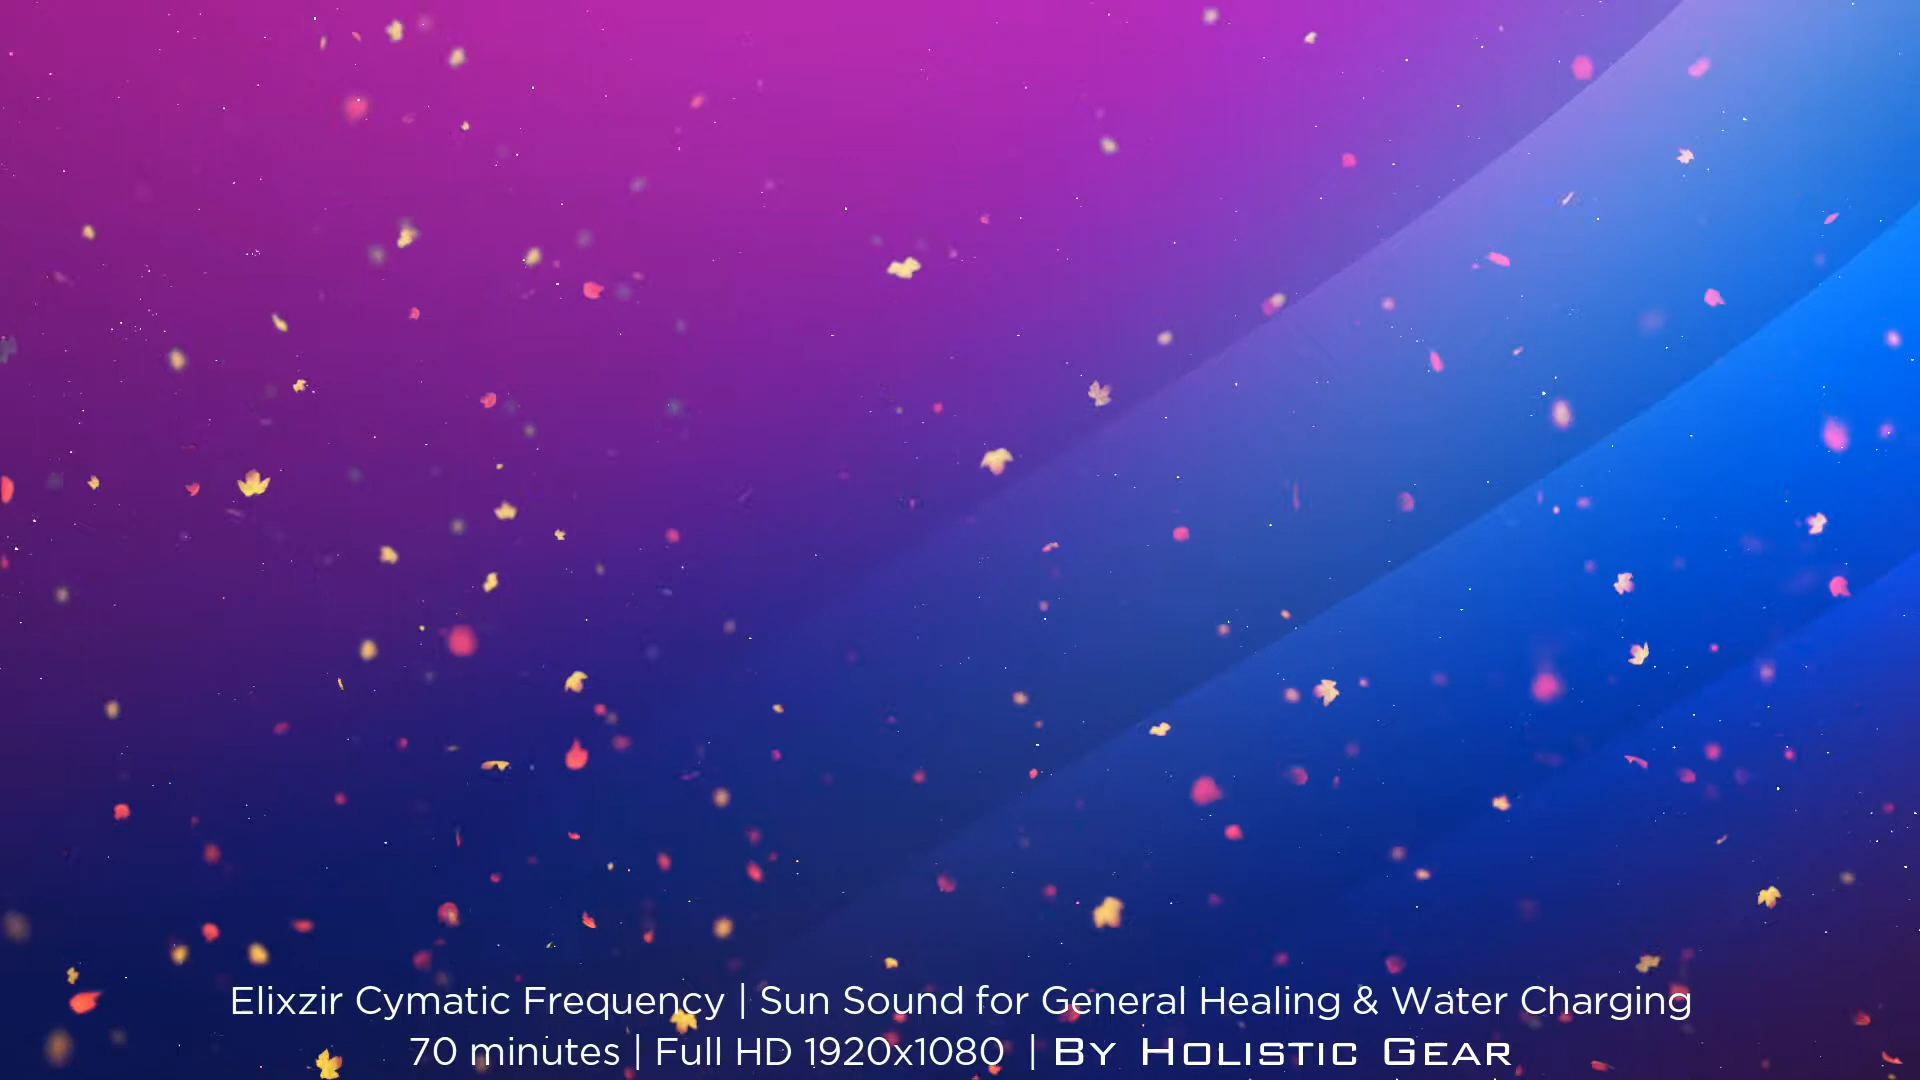 Elixzir Cymatic Frequency | Sun Sound for General Healing & Water Charging
70 minutes | Full HD 1920x1080 | By Holistic Gear